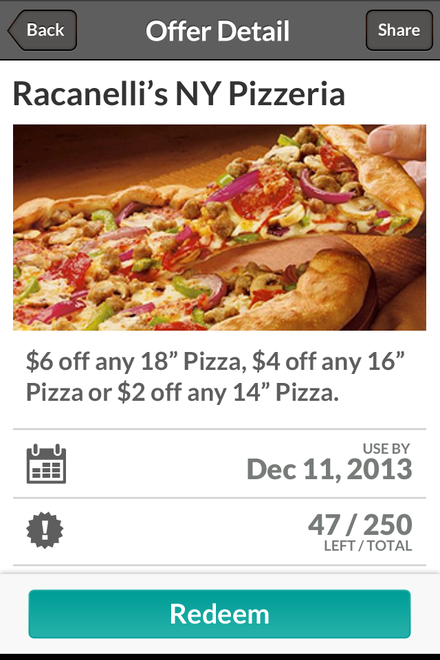 Back
Offer Detail
Share
Racanelli’s NY Pizzeria
$6 off any 18” Pizza, $4 off any 16”
Pizza or $2 off any 14” Pizza.
USE BY
Dec 11, 2013
47 / 250
LEFT / TOTAL
Redeem